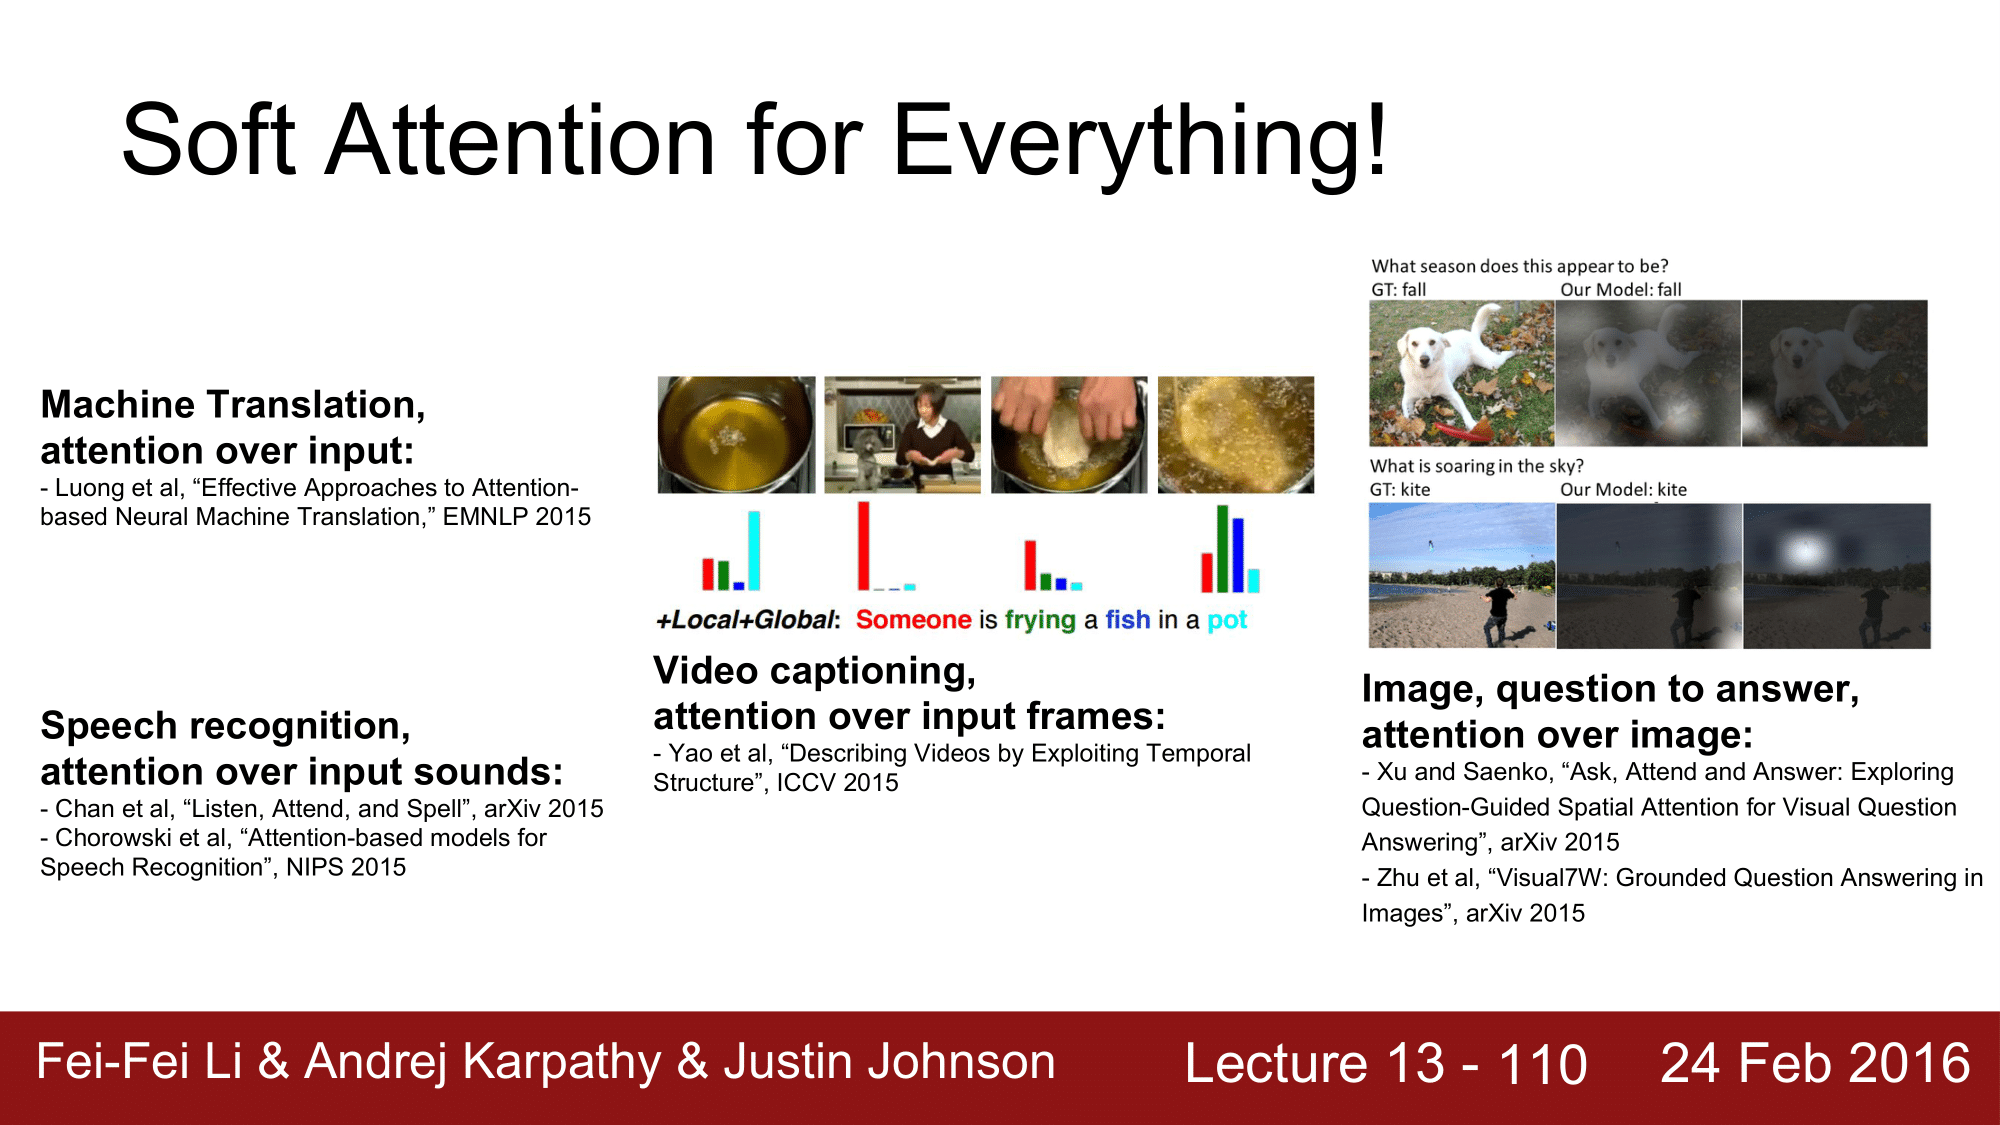 Soft Attention for Everything!
Machine Translation,
attention over input:
- Luong et al, “Effective Approaches to Attention-
based Neural Machine Translation,” EMNLP 2015
Speech recognition,
attention over input sounds:
- Chan et al, “Listen, Attend, and Spell”, arXiv 2015
- Chorowski et al, “Attention-based models for
Speech Recognition”, NIPS 2015
+Local+Global: Someone is frying a fish in a pot
Video captioning,
attention over input frames:
- Yao et al, “Describing Videos by Exploiting Temporal
Structure”, ICCV 2015
What season does this appear to be?
GT: fall Our Model: fall
What is soaring in the sky?
GT: kite Our Model: kite
Image, question to answer,
attention over image:
- Xu and Saenko, “Ask, Attend and Answer: Exploring
Question-Guided Spatial Attention for Visual Question
Answering”, arXiv 2015
- Zhu et al, “Visual7W: Grounded Question Answering in
Images”, arXiv 2015
Fei-Fei Li & Andrej Karpathy & Justin Johnson Lecture 13 - 110 24 Feb 2016